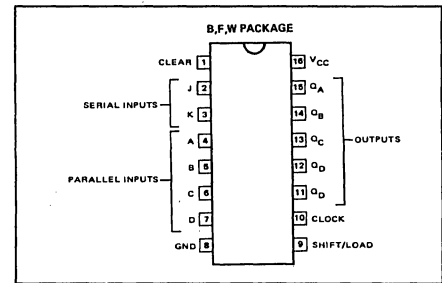 B,F,W PACKAGE
CLEAR 1
16 VCC
SERIAL INPUTS
J 2
K 3
PARALLEL INPUTS
A 4
B 5
C 6
D 7
GND 8
15 QA
14 QB
13 QC
12 QD
11 QD
OUTPUTS
10 CLOCK
9 SHIFT/LOAD